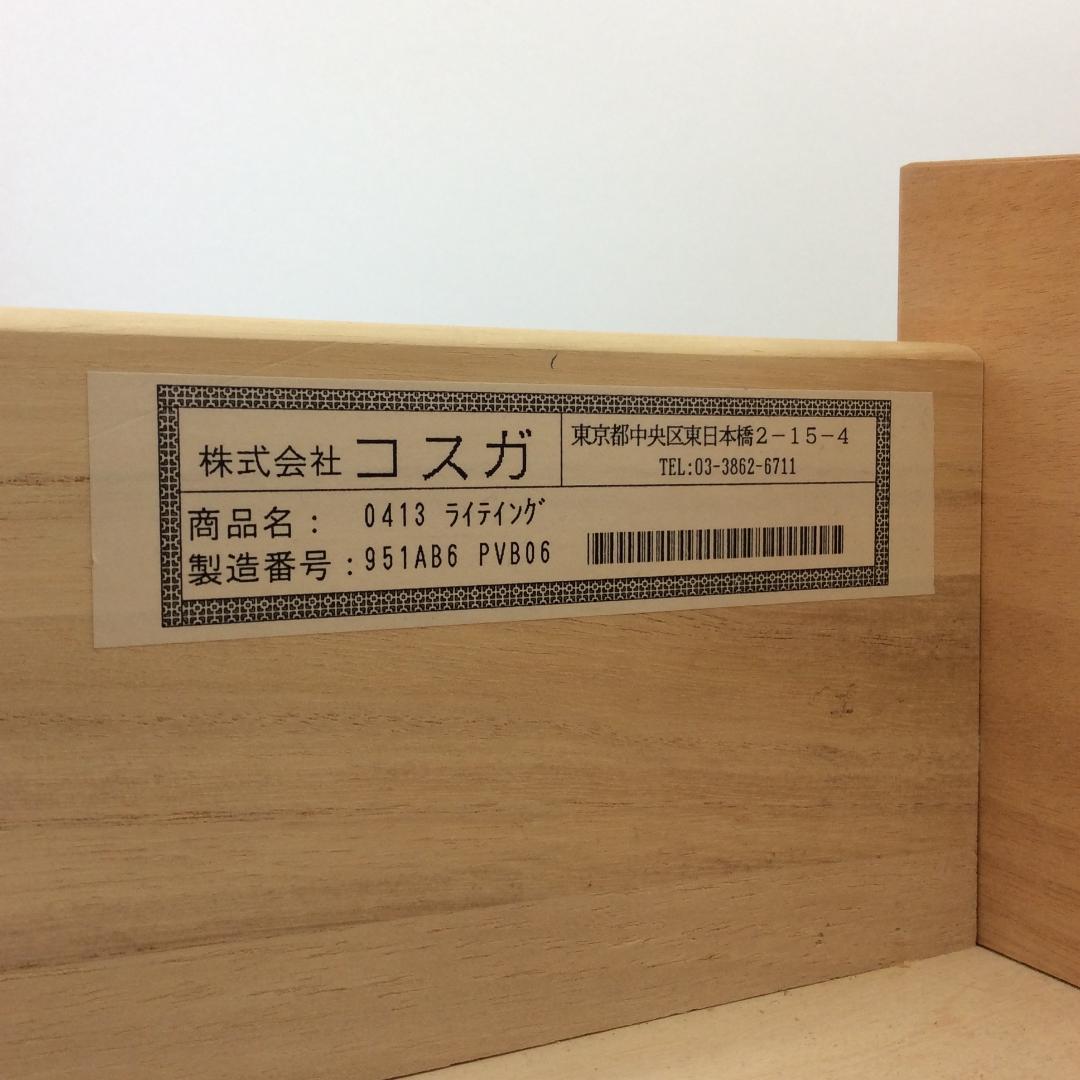 株式会社 コスガ
東京都中央区東日本橋2-15-4
TEL:03-3862-6711
商品名: 0413 ﾗｲﾃｲﾝｸﾞ
製造番号:951AB6 PVB06